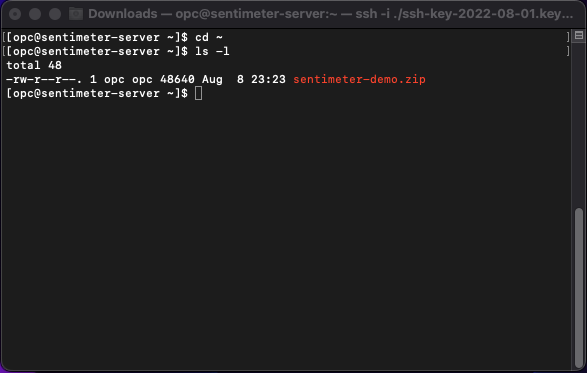 Downloads — opc@sentimeter-server:~ — ssh -i ./ssh-key-2022-08-01.key...
[[opc@sentimeter-server ~]$ cd ~ ]
[[opc@sentimeter-server ~]$ ls -l ]
total 48
-rw-r--r--. 1 opc opc 48640 Aug  8 23:23 sentimeter-demo.zip
[opc@sentimeter-server ~]$